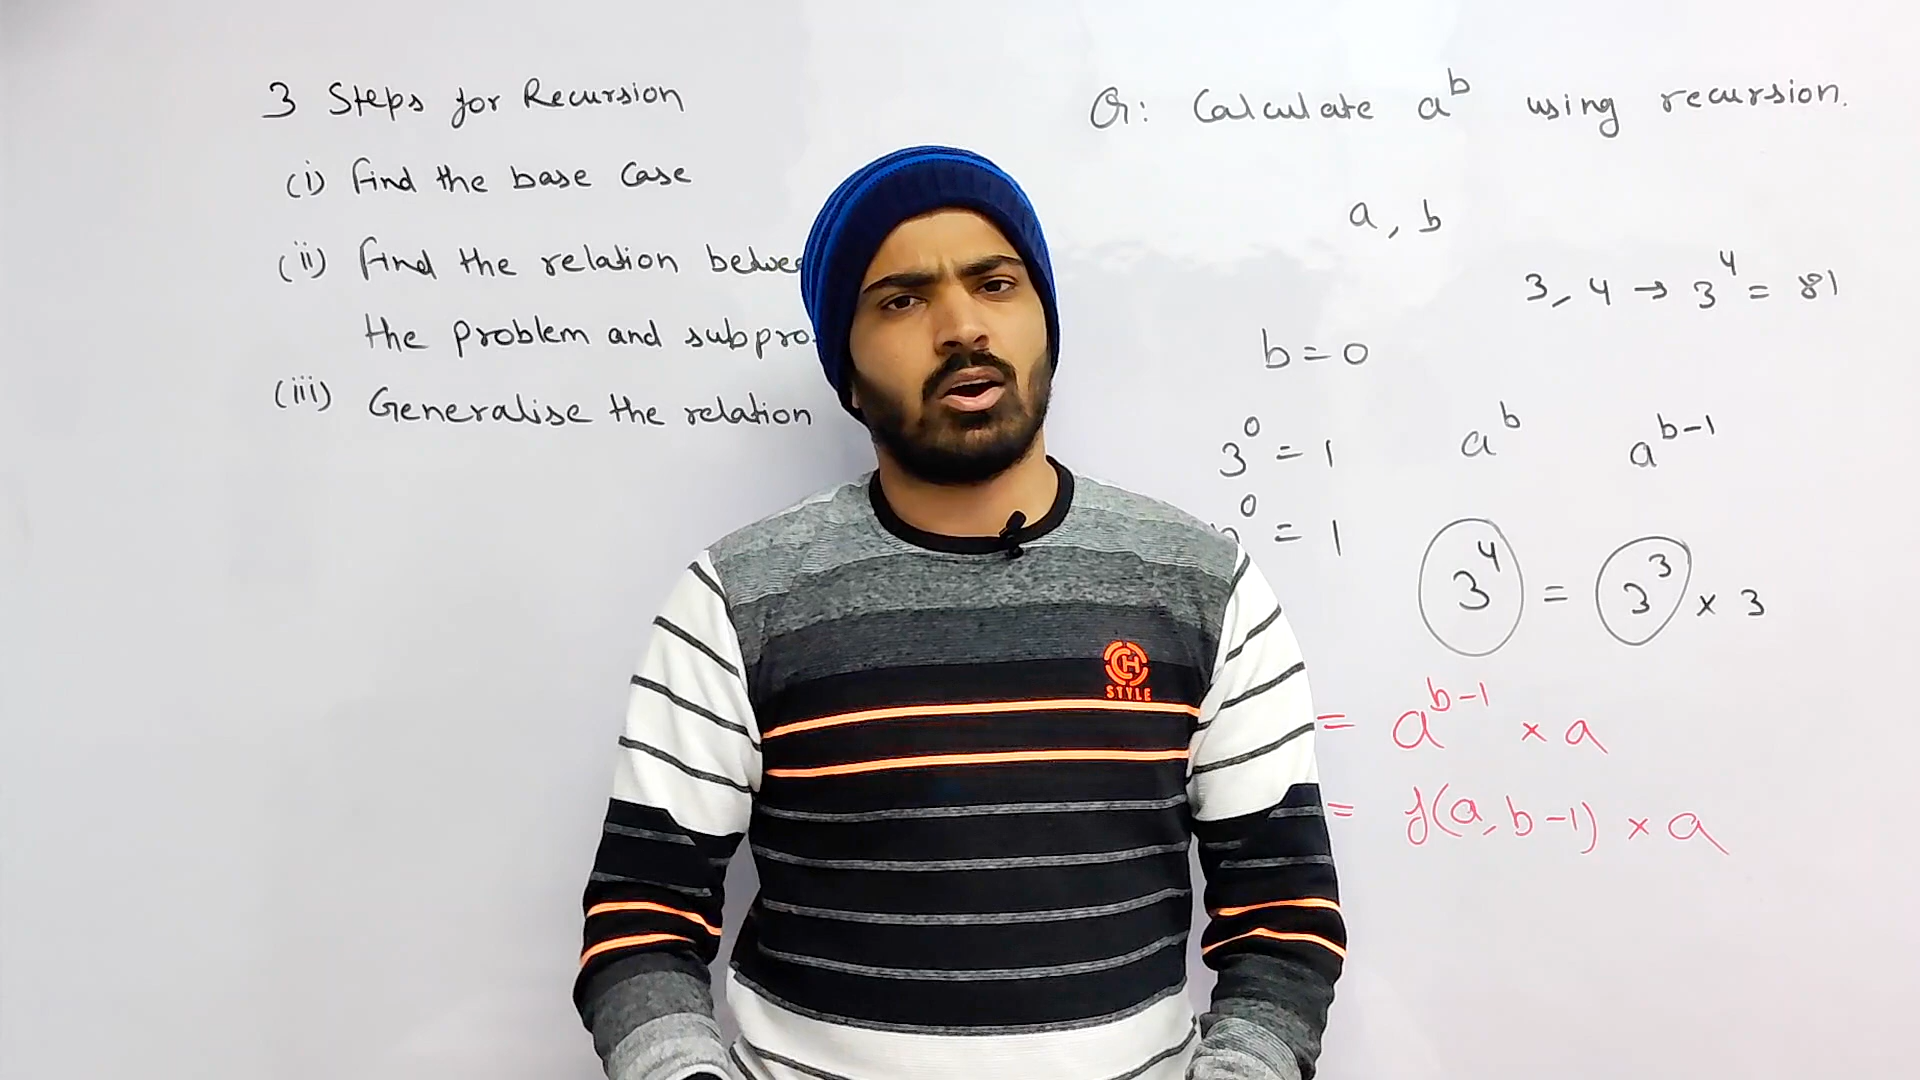 3 Steps for Recursion
(i) Find the base case
(ii) Find the relation
the problem and
(iii) Generalise the relation
Q: Calculate a^b using recursion.
a, b
3, 4 → 3^4 = 81
b = 0
3^0 = 1
a^b a^b-1
^0 = 1
3^4 = 3^3 × 3
= a^b-1 × a
= f(a, b-1) × a
CH
STYLE